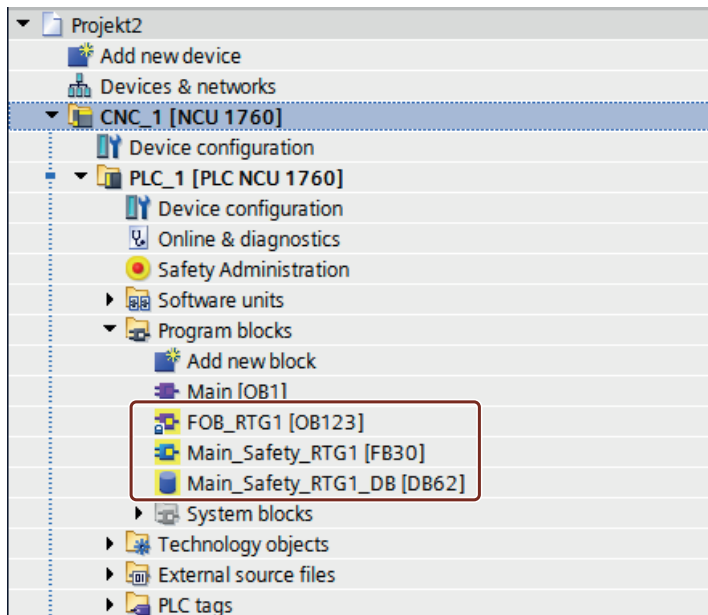 Projekt2
Add new device
Devices & networks
CNC_1 [NCU 1760]
Device configuration
PLC_1 [PLC NCU 1760]
Device configuration
Online & diagnostics
Safety Administration
Software units
Program blocks
Add new block
Main [OB1]
FOB_RTG1 [OB123]
Main_Safety_RTG1 [FB30]
Main_Safety_RTG1_DB [DB62]
System blocks
Technology objects
External source files
PLC tags